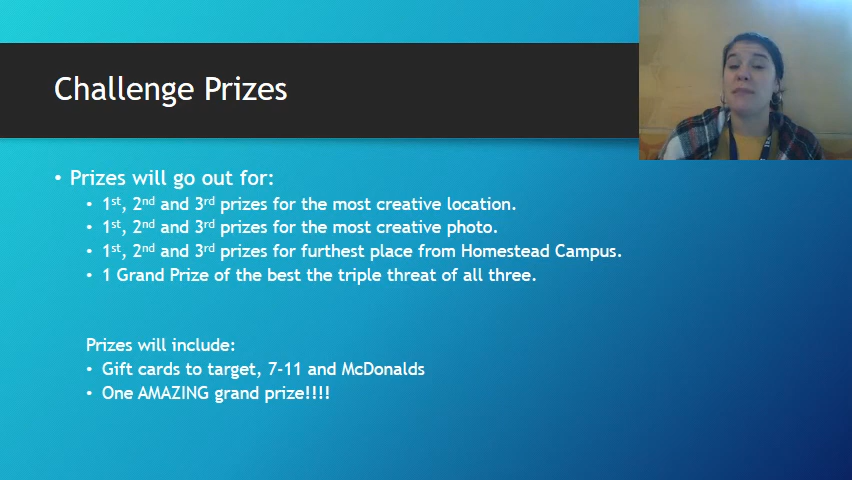 Challenge Prizes
• Prizes will go out for:
• 1st, 2nd and 3rd prizes for the most creative location.
• 1st, 2nd and 3rd prizes for the most creative photo.
• 1st, 2nd and 3rd prizes for furthest place from Homestead Campus.
• 1 Grand Prize of the best the triple threat of all three.
Prizes will include:
• Gift cards to target, 7-11 and McDonalds
• One AMAZING grand prize!!!!